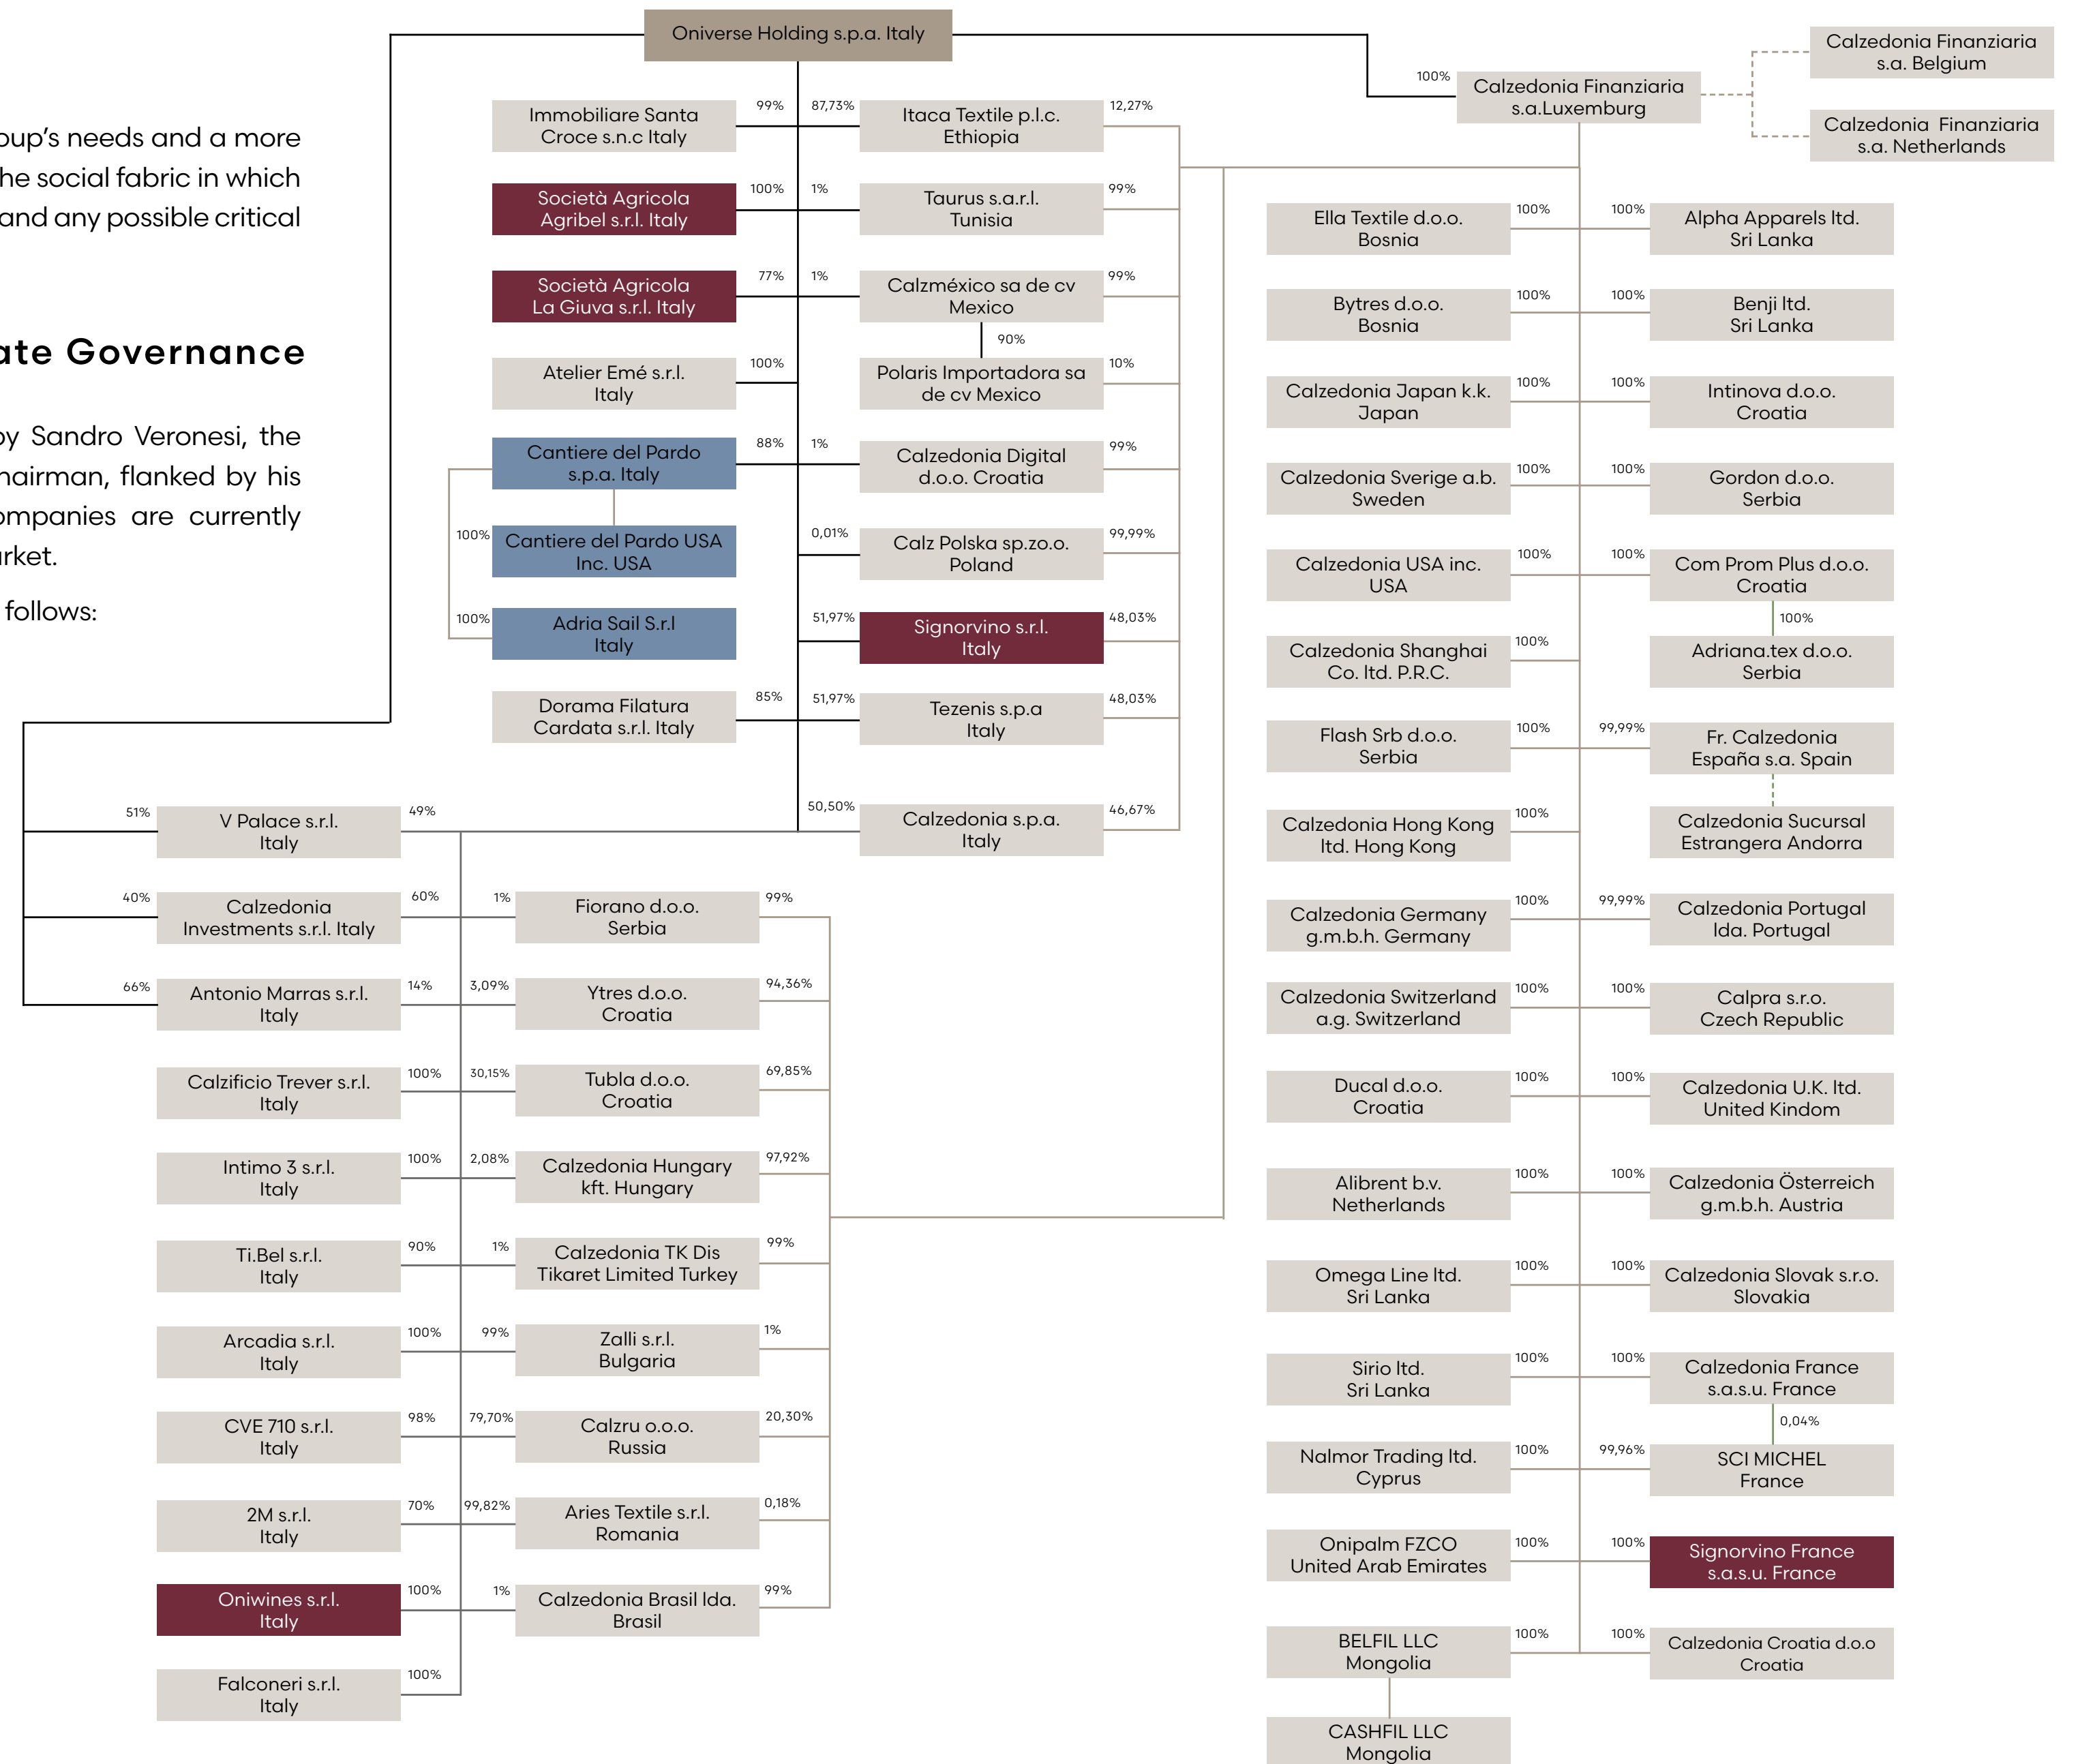 oup's needs and a more
he social fabric in which
and any possible critical
ate Governance
by Sandro Veronesi, the
hairman, flanked by his
ompanies are currently
arket.
follows:
Oniverse Holding s.p.a. Italy
100%
Calzedonia Finanziaria
s.a.Luxemburg
Calzedonia Finanziaria
s.a. Belgium
Calzedonia Finanziaria
s.a. Netherlands
Immobiliare Santa
Croce s.n.c Italy
99%
87,73%
Itaca Textile p.l.c.
Ethiopia
12,27%
Società Agricola
Agribel s.r.l. Italy
100%
1%
Taurus s.a.r.l.
Tunisia
99%
Società Agricola
La Giuva s.r.l. Italy
77%
1%
Calzméxico sa de cv
Mexico
99%
90%
Atelier Emé s.r.l.
Italy
100%
Polaris Importadora sa
de cv Mexico
10%
Cantiere del Pardo
s.p.a. Italy
88%
1%
Calzedonia Digital
d.o.o. Croatia
99%
100%
Cantiere del Pardo USA
Inc. USA
0,01%
Calz Polska sp.zo.o.
Poland
99,99%
100%
Adria Sail S.r.l
Italy
51,97%
Signorvino s.r.l.
Italy
48,03%
Dorama Filatura
Cardata s.r.l. Italy
85%
51,97%
Tezenis s.p.a
Italy
48,03%
50,50%
Calzedonia s.p.a.
Italy
46,67%
51%
V Palace s.r.l.
Italy
49%
40%
Calzedonia
Investments s.r.l. Italy
60%
1%
Fiorano d.o.o.
Serbia
99%
66%
Antonio Marras s.r.l.
Italy
14%
3,09%
Ytres d.o.o.
Croatia
94,36%
Calzificio Trever s.r.l.
Italy
100%
30,15%
Tubla d.o.o.
Croatia
69,85%
Intimo 3 s.r.l.
Italy
100%
2,08%
Calzedonia Hungary
kft. Hungary
97,92%
Ti.Bel s.r.l.
Italy
90%
1%
Calzedonia TK Dis
Tikaret Limited Turkey
99%
Arcadia s.r.l.
Italy
100%
99%
Zalli s.r.l.
Bulgaria
1%
CVE 710 s.r.l.
Italy
98%
79,70%
Calzru o.o.o.
Russia
20,30%
2M s.r.l.
Italy
70%
99,82%
Aries Textile s.r.l.
Romania
0,18%
Oniwines s.r.l.
Italy
100%
1%
Calzedonia Brasil lda.
Brasil
99%
Falconeri s.r.l.
Italy
100%
Ella Textile d.o.o.
Bosnia
100%
100%
Alpha Apparels ltd.
Sri Lanka
Bytres d.o.o.
Bosnia
100%
100%
Benji ltd.
Sri Lanka
Calzedonia Japan k.k.
Japan
100%
100%
Intinova d.o.o.
Croatia
Calzedonia Sverige a.b.
Sweden
100%
100%
Gordon d.o.o.
Serbia
Calzedonia USA inc.
USA
100%
100%
Com Prom Plus d.o.o.
Croatia
100%
Calzedonia Shanghai
Co. ltd. P.R.C.
100%
Adriana.tex d.o.o.
Serbia
Flash Srb d.o.o.
Serbia
100%
99,99%
Fr. Calzedonia
España s.a. Spain
Calzedonia Hong Kong
ltd. Hong Kong
100%
Calzedonia Sucursal
Estrangera Andorra
Calzedonia Germany
g.m.b.h. Germany
100%
99,99%
Calzedonia Portugal
lda. Portugal
Calzedonia Switzerland
a.g. Switzerland
100%
100%
Calpra s.r.o.
Czech Republic
Ducal d.o.o.
Croatia
100%
100%
Calzedonia U.K. ltd.
United Kindom
Alibrent b.v.
Netherlands
100%
100%
Calzedonia Österreich
g.m.b.h. Austria
Omega Line ltd.
Sri Lanka
100%
100%
Calzedonia Slovak s.r.o.
Slovakia
Sirio ltd.
Sri Lanka
100%
100%
Calzedonia France
s.a.s.u. France
0,04%
Nalmor Trading ltd.
Cyprus
100%
99,96%
SCI MICHEL
France
Onipalm FZCO
United Arab Emirates
100%
100%
Signorvino France
s.a.s.u. France
BELFIL LLC
Mongolia
100%
100%
Calzedonia Croatia d.o.o
Croatia
CASHFIL LLC
Mongolia